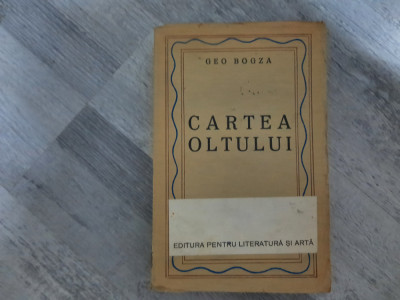 GEO BOGZA
CARTEA
OLTULUI
EDITURA PENTRU LITERATURĂ ȘI ARTĂ